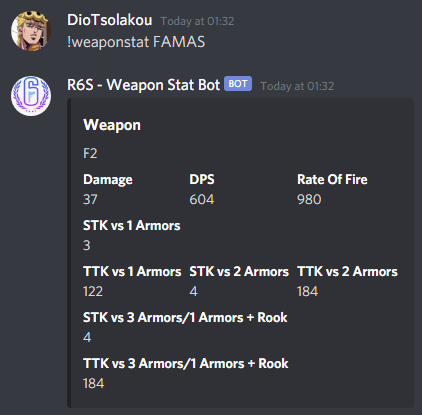 DioTsolakou Today at 01:32
!weaponstat FAMAS
R6S - Weapon Stat Bot BOT Today at 01:32
Weapon
F2
Damage DPS Rate Of Fire
37 604 980
STK vs 1 Armors
3
TTK vs 1 Armors STK vs 2 Armors TTK vs 2 Armors
122 4 184
STK vs 3 Armors/1 Armors + Rook
4
TTK vs 3 Armors/1 Armors + Rook
184